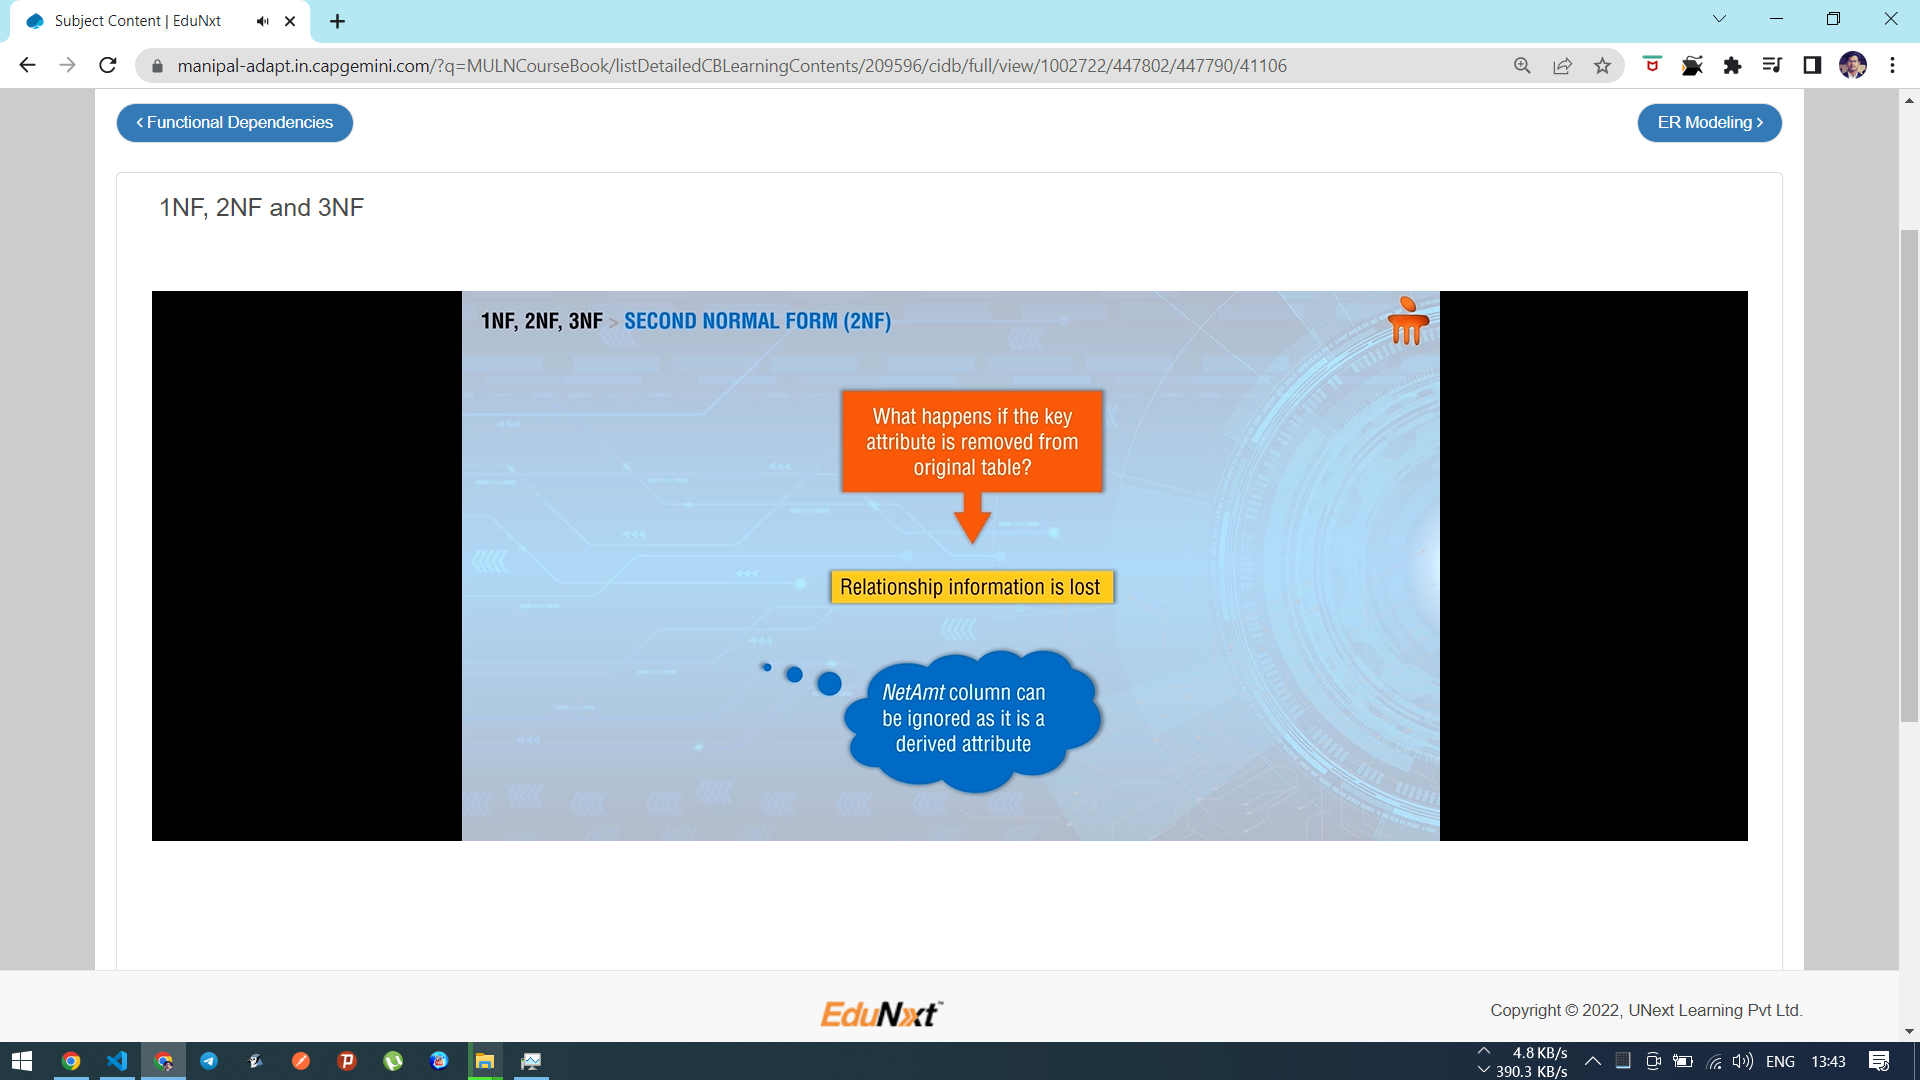 Subject Content | EduNxt
manipal-adapt.in.capgemini.com/?q=MULNCourseBook/listDetailedCBLearningContents/209596/cidb/full/view/1002722/447802/447790/41106
< Functional Dependencies
ER Modeling >
1NF, 2NF and 3NF
1NF, 2NF, 3NF > SECOND NORMAL FORM (2NF)
What happens if the key
attribute is removed from
original table?
Relationship information is lost
NetAmt column can
be ignored as it is a
derived attribute
EduNxt™
Copyright © 2022, UNext Learning Pvt Ltd.
4.8 KB/s
390.3 KB/s
ENG
13:43